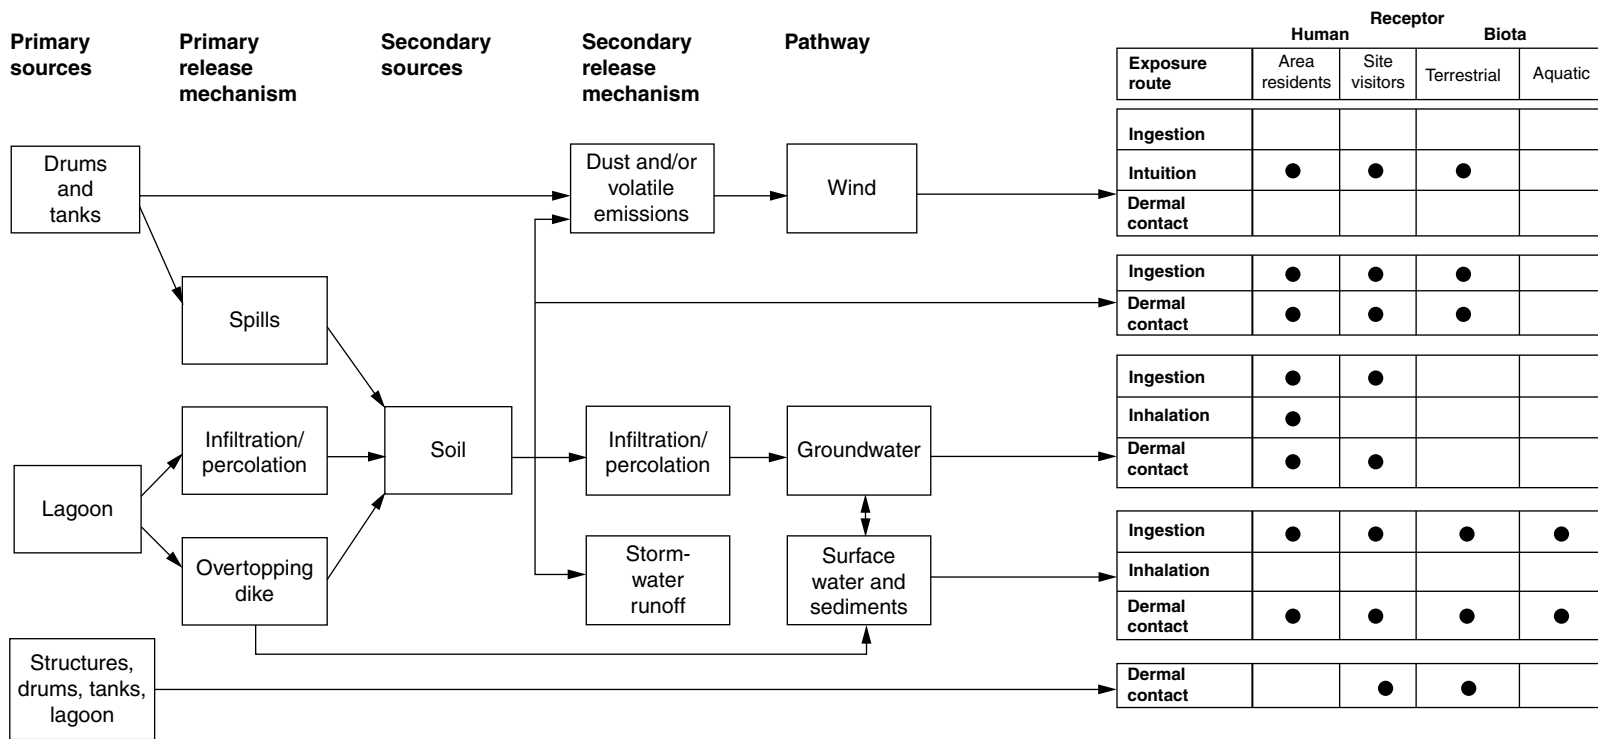 Primary
sources
Primary
release
mechanism
Secondary
sources
Secondary
release
mechanism
Pathway
Receptor
Human
Biota
Exposure
route
Area
residents
Site
visitors
Terrestrial
Aquatic
Drums
and
tanks
Dust and/or
volatile
emissions
Wind
Ingestion
Intuition
Dermal
contact
Spills
Ingestion
Dermal
contact
Lagoon
Infiltration/
percolation
Overtopping
dike
Soil
Infiltration/
percolation
Storm-
water
runoff
Groundwater
Surface
water and
sediments
Ingestion
Inhalation
Dermal
contact
Ingestion
Inhalation
Dermal
contact
Structures,
drums, tanks,
lagoon
Dermal
contact